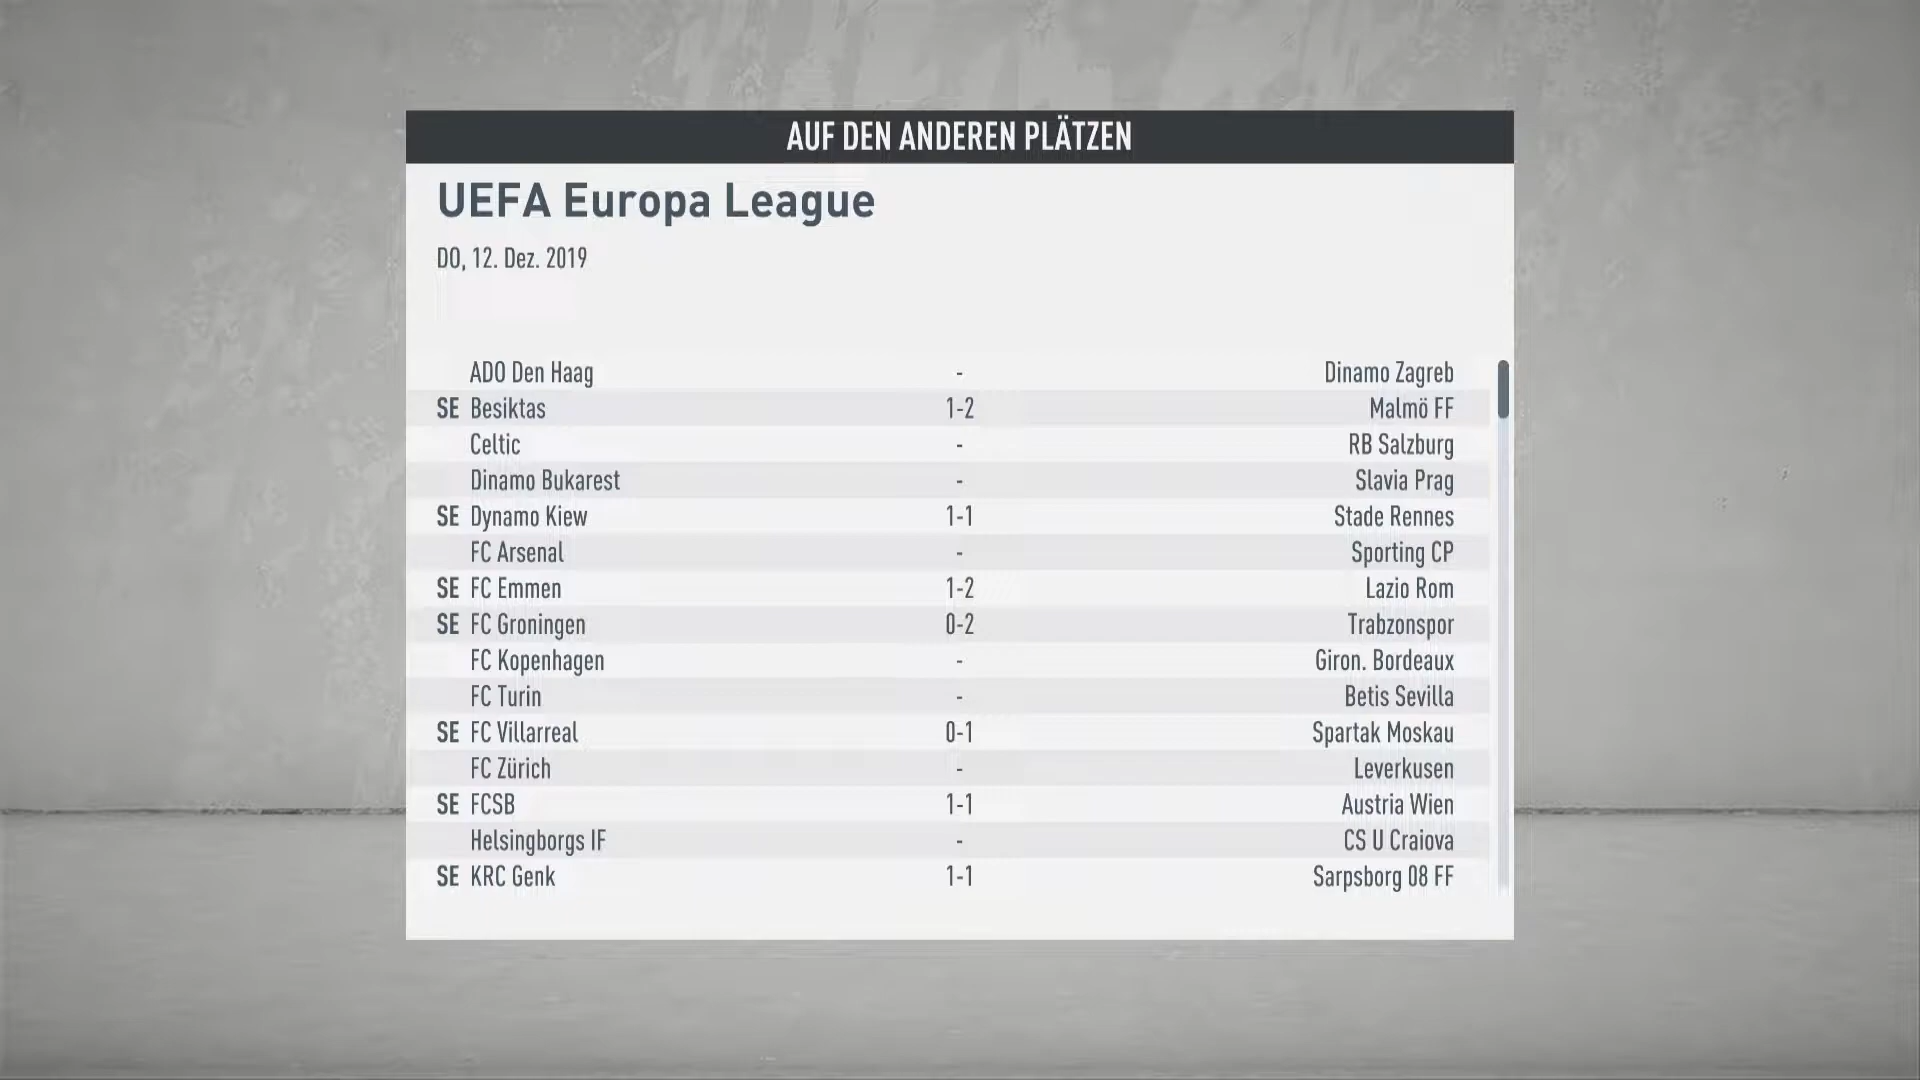 AUF DEN ANDEREN PLÄTZEN
UEFA Europa League
DO, 12. Dez. 2019
ADO Den Haag - Dinamo Zagreb
SE Besiktas 1-2 Malmö FF
Celtic - RB Salzburg
Dinamo Bukarest - Slavia Prag
SE Dynamo Kiew 1-1 Stade Rennes
FC Arsenal - Sporting CP
SE FC Emmen 1-2 Lazio Rom
SE FC Groningen 0-2 Trabzonspor
FC Kopenhagen - Giron. Bordeaux
FC Turin - Betis Sevilla
SE FC Villarreal 0-1 Spartak Moskau
FC Zürich - Leverkusen
SE FCSB 1-1 Austria Wien
Helsingborgs IF - CS U Craiova
SE KRC Genk 1-1 Sarpsborg 08 FF